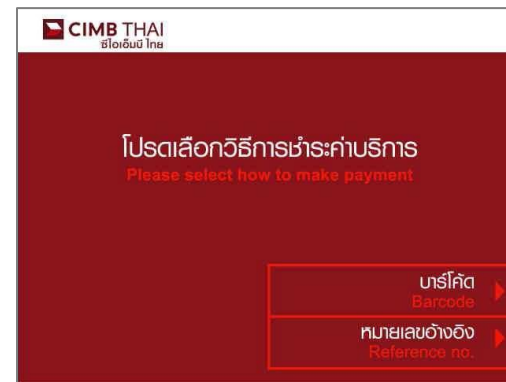 CIMB THAI
ซีไอเอ็มบี ไทย
โปรดเลือกวิธีการชำระค่าบริการ
Please select how to make payment
บาร์โค้ด
Barcode
หมายเลขอ้างอิง
Reference no.